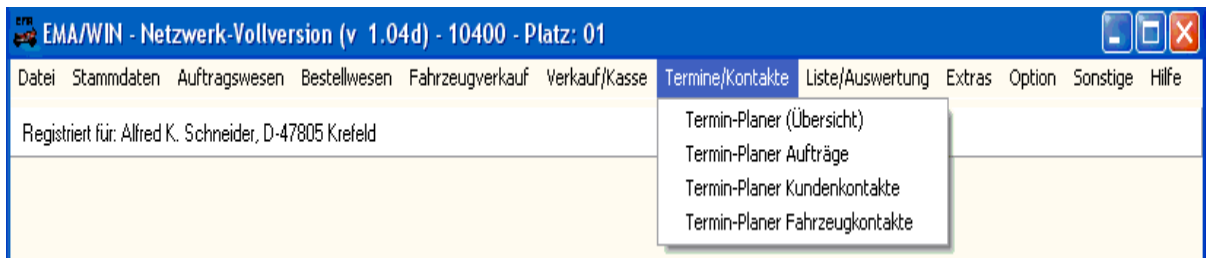 EMA/WIN - Netzwerk-Vollversion (v 1.04d) - 10400 - Platz: 01
Datei Stammdaten Auftragswesen Bestellwesen Fahrzeugverkauf Verkauf/Kasse Termine/Kontakte Liste/Auswertung Extras Option Sonstige Hilfe
Registriert für: Alfred K. Schneider, D-47805 Krefeld
Termin-Planer (Übersicht)
Termin-Planer Aufträge
Termin-Planer Kundenkontakte
Termin-Planer Fahrzeugkontakte